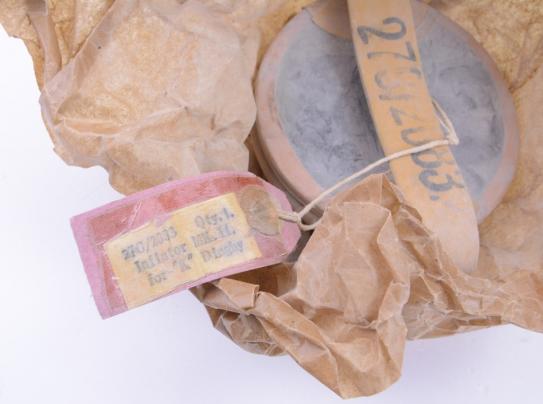 27C/2033.
27C/2033 Qty.1.
Inflator Mk.II.
for "K" Dinghy